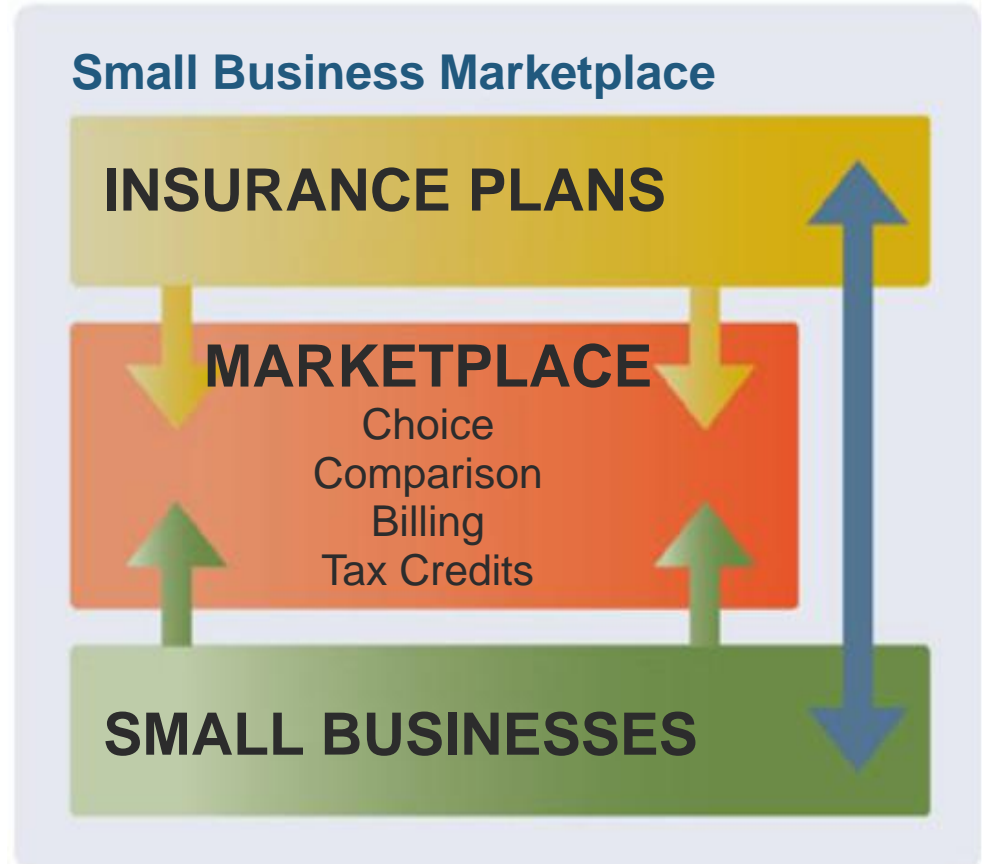 Small Business Marketplace
INSURANCE PLANS
MARKETPLACE
Choice
Comparison
Billing
Tax Credits
SMALL BUSINESSES